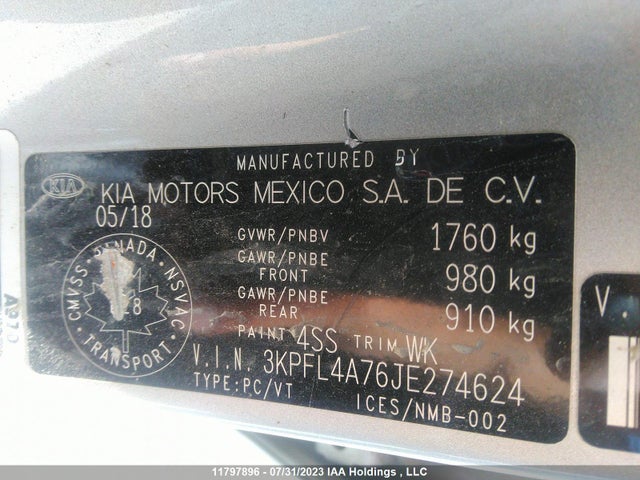 MANUFACTURED BY
KIA KIA MOTORS MEXICO S.A. DE C.V.
05/18
GVWR/PNBV 1760 kg
GAWR/PNBE FRONT 980 kg
GAWR/PNBE REAR 910 kg
PAINT 4SS TRIM WK
V.I.N. 3KPFL4A76JE274624
TYPE:PC/VT ICES/NMB-002
CMVSS CANADA NSVAC
TRANSPORT
V.
11797896 - 07/31/2023 IAA Holdings , LLC